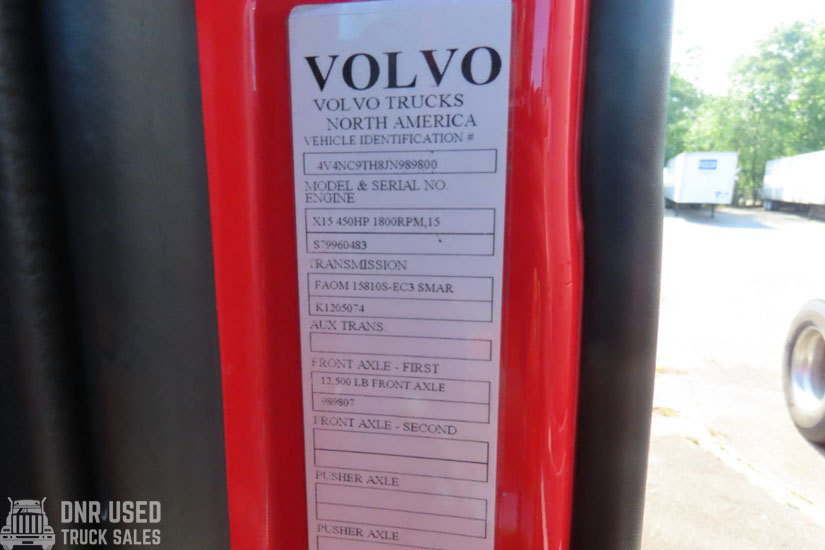 VOLVO
VOLVO TRUCKS
NORTH AMERICA
VEHICLE IDENTIFICATION #
4V4NC9TH8JN989800
MODEL & SERIAL NO.
ENGINE
X15 450HP 1800RPM,15
S79960483
TRANSMISSION
FAOM 15810S-EC3 SMAR
K1205074
AUX TRANS.
FRONT AXLE - FIRST
12,500 LB FRONT AXLE
989807
FRONT AXLE - SECOND
PUSHER AXLE
PUSHER AXLE
DNR USED
TRUCK SALES